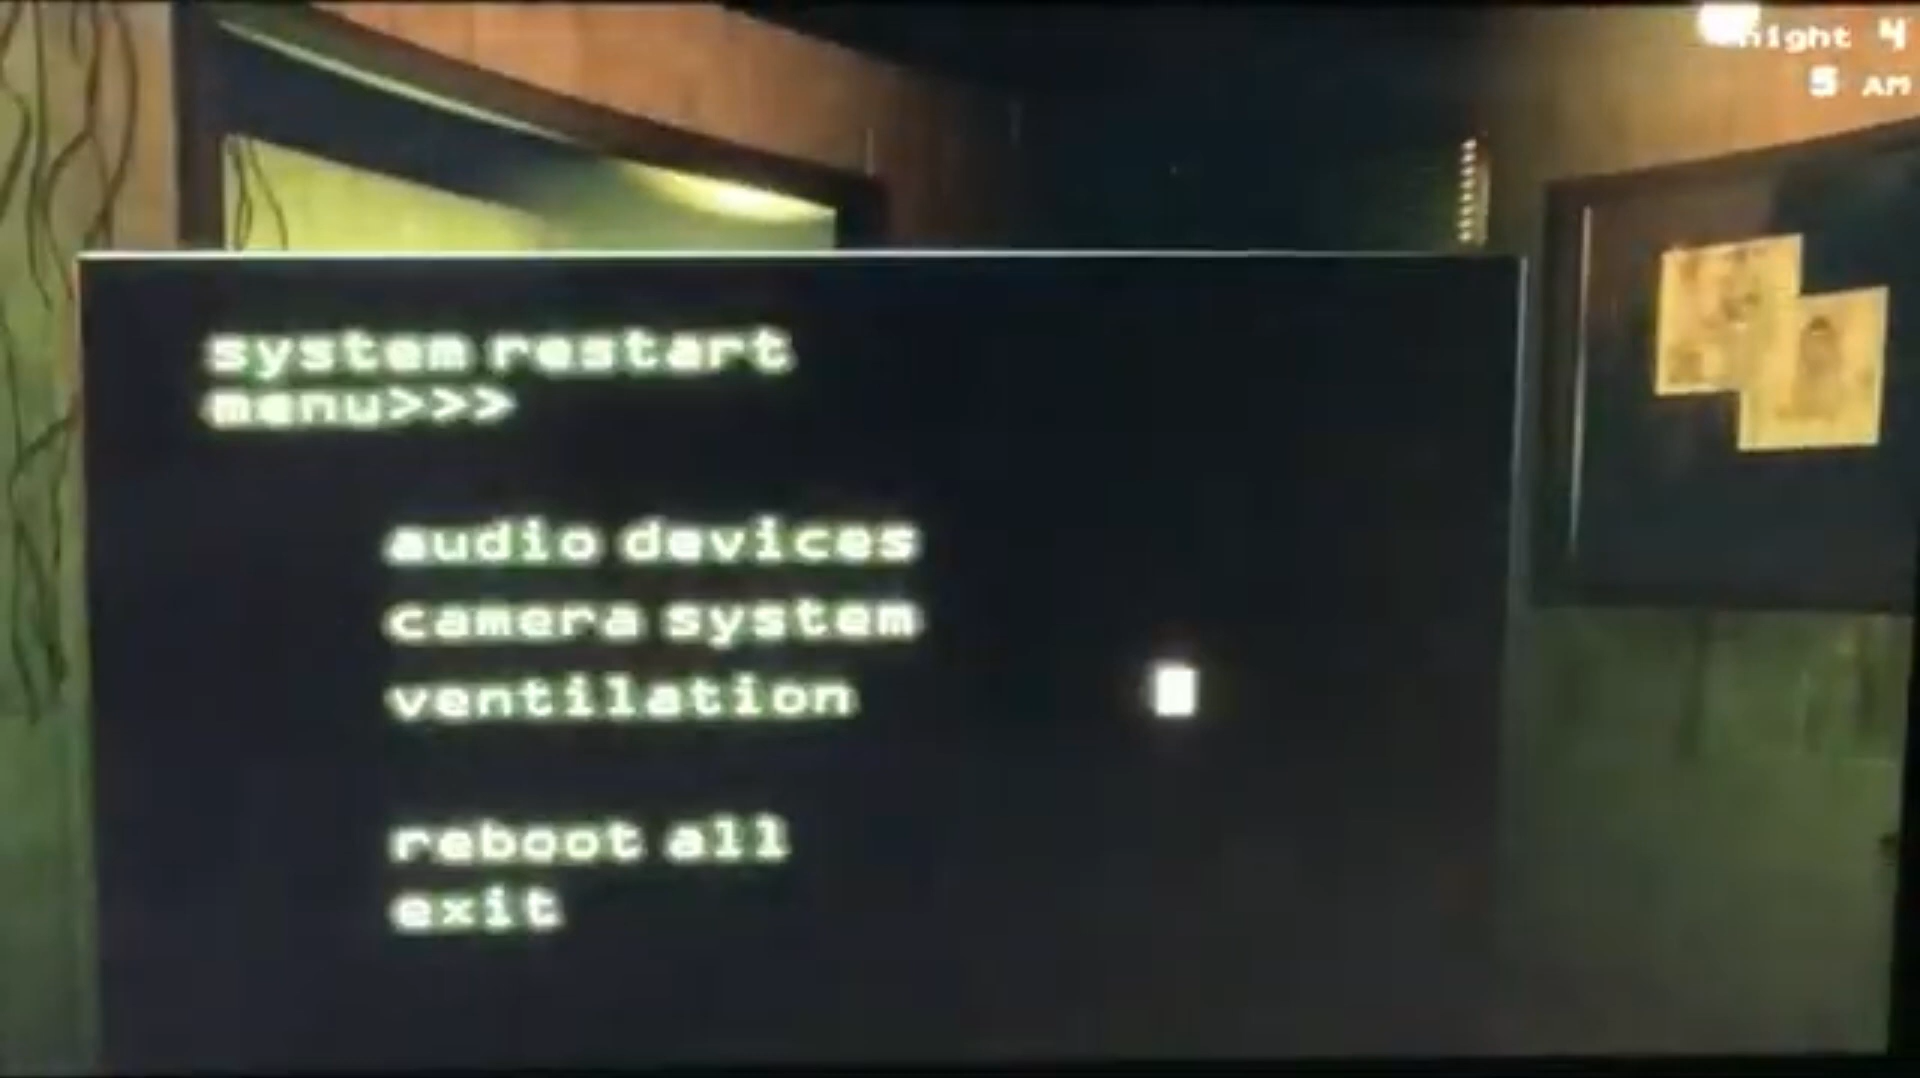 night 4
5 AM
system restart
menu>>>
audio devices
camera system
ventilation
reboot all
exit